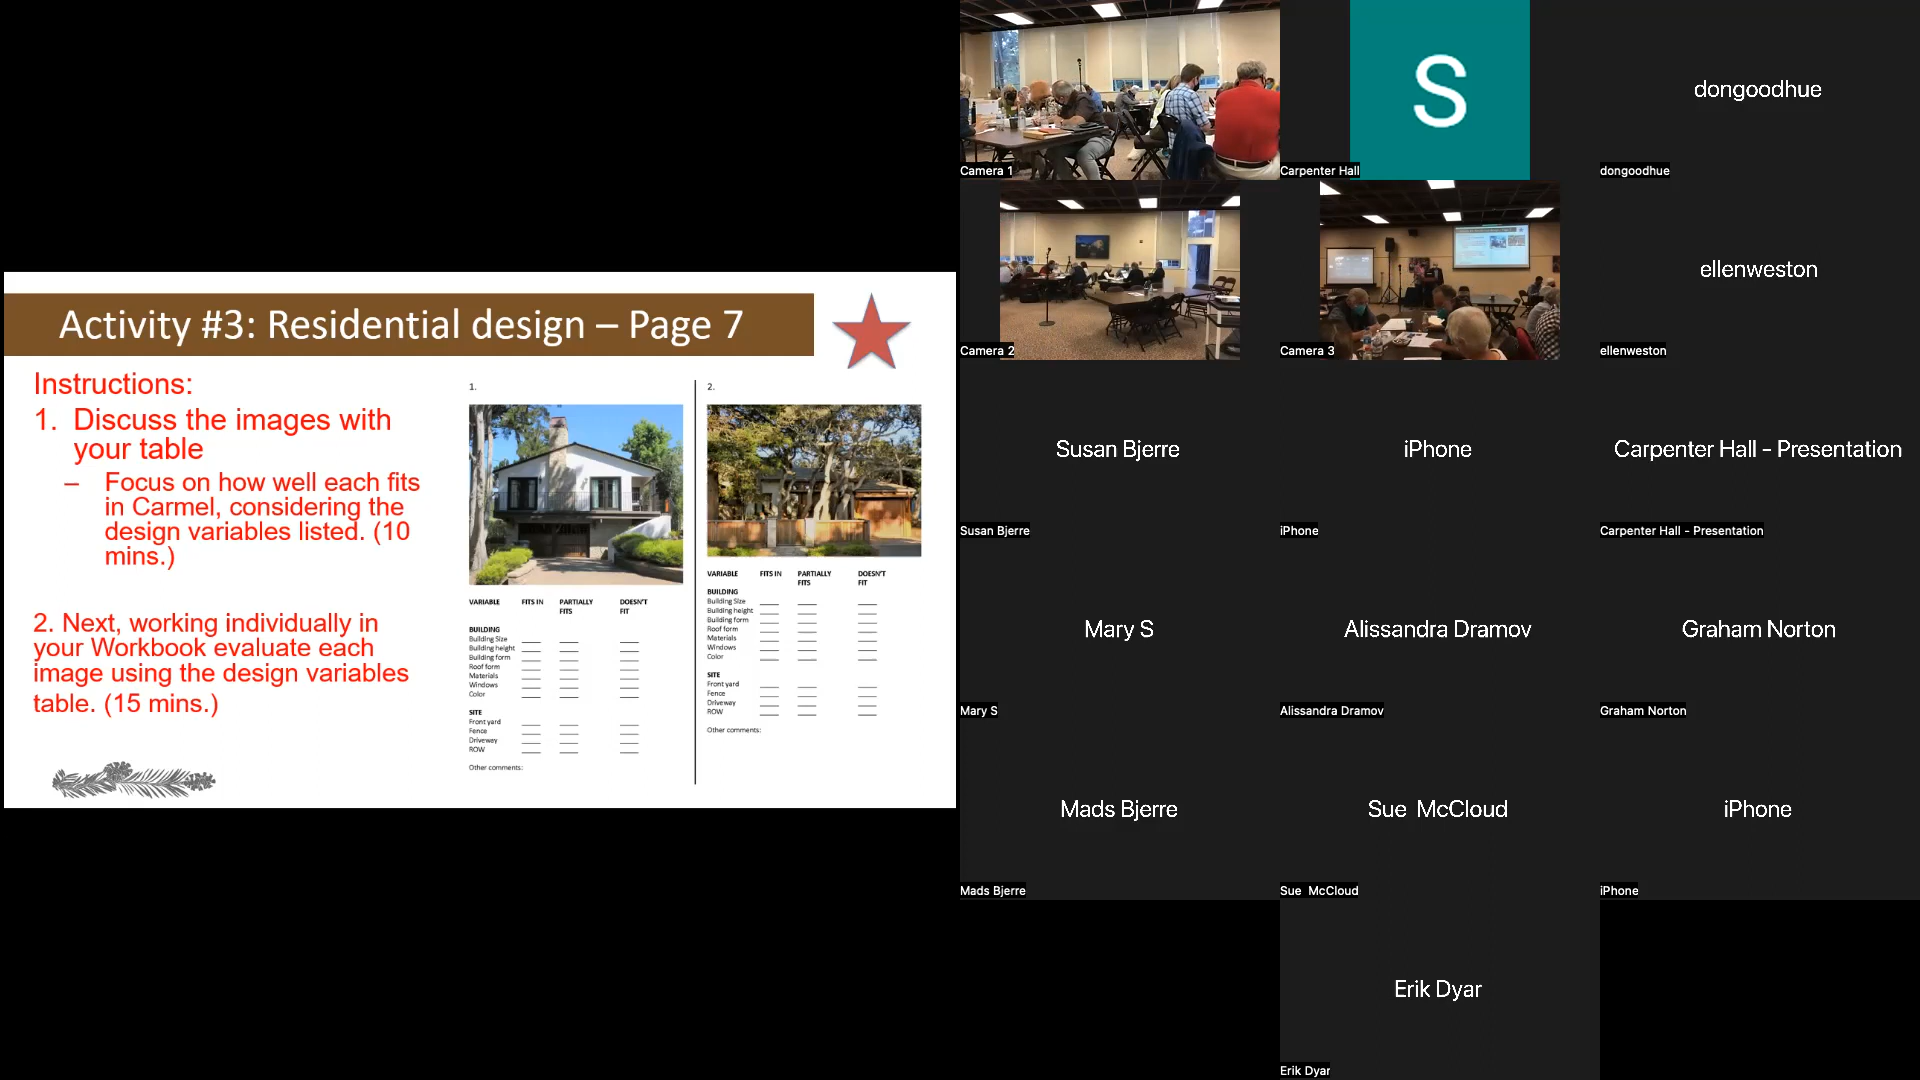 Activity #3: Residential design – Page 7
Instructions:
1. Discuss the images with
your table
– Focus on how well each fits
in Carmel, considering the
design variables listed. (10
mins.)
2. Next, working individually in
your Workbook evaluate each
image using the design variables
table. (15 mins.)
1.
VARIABLE FITS IN PARTIALLY FITS DOESN'T FIT
BUILDING
Building Size
Building height
Building form
Roof form
Materials
Windows
Color
SITE
Front yard
Fence
Driveway
ROW
Other comments:
2.
VARIABLE FITS IN PARTIALLY FITS DOESN'T FIT
BUILDING
Building Size
Building height
Building form
Roof form
Materials
Windows
Color
SITE
Front yard
Fence
Driveway
ROW
Other comments:
Camera 1
S
Carpenter Hall
dongoodhue
dongoodhue
Camera 2
Camera 3
ellenweston
ellenweston
Susan Bjerre
Susan Bjerre
iPhone
iPhone
Carpenter Hall - Presentation
Carpenter Hall - Presentation
Mary S
Mary S
Alissandra Dramov
Alissandra Dramov
Graham Norton
Graham Norton
Mads Bjerre
Mads Bjerre
Sue McCloud
Sue McCloud
iPhone
iPhone
Erik Dyar
Erik Dyar